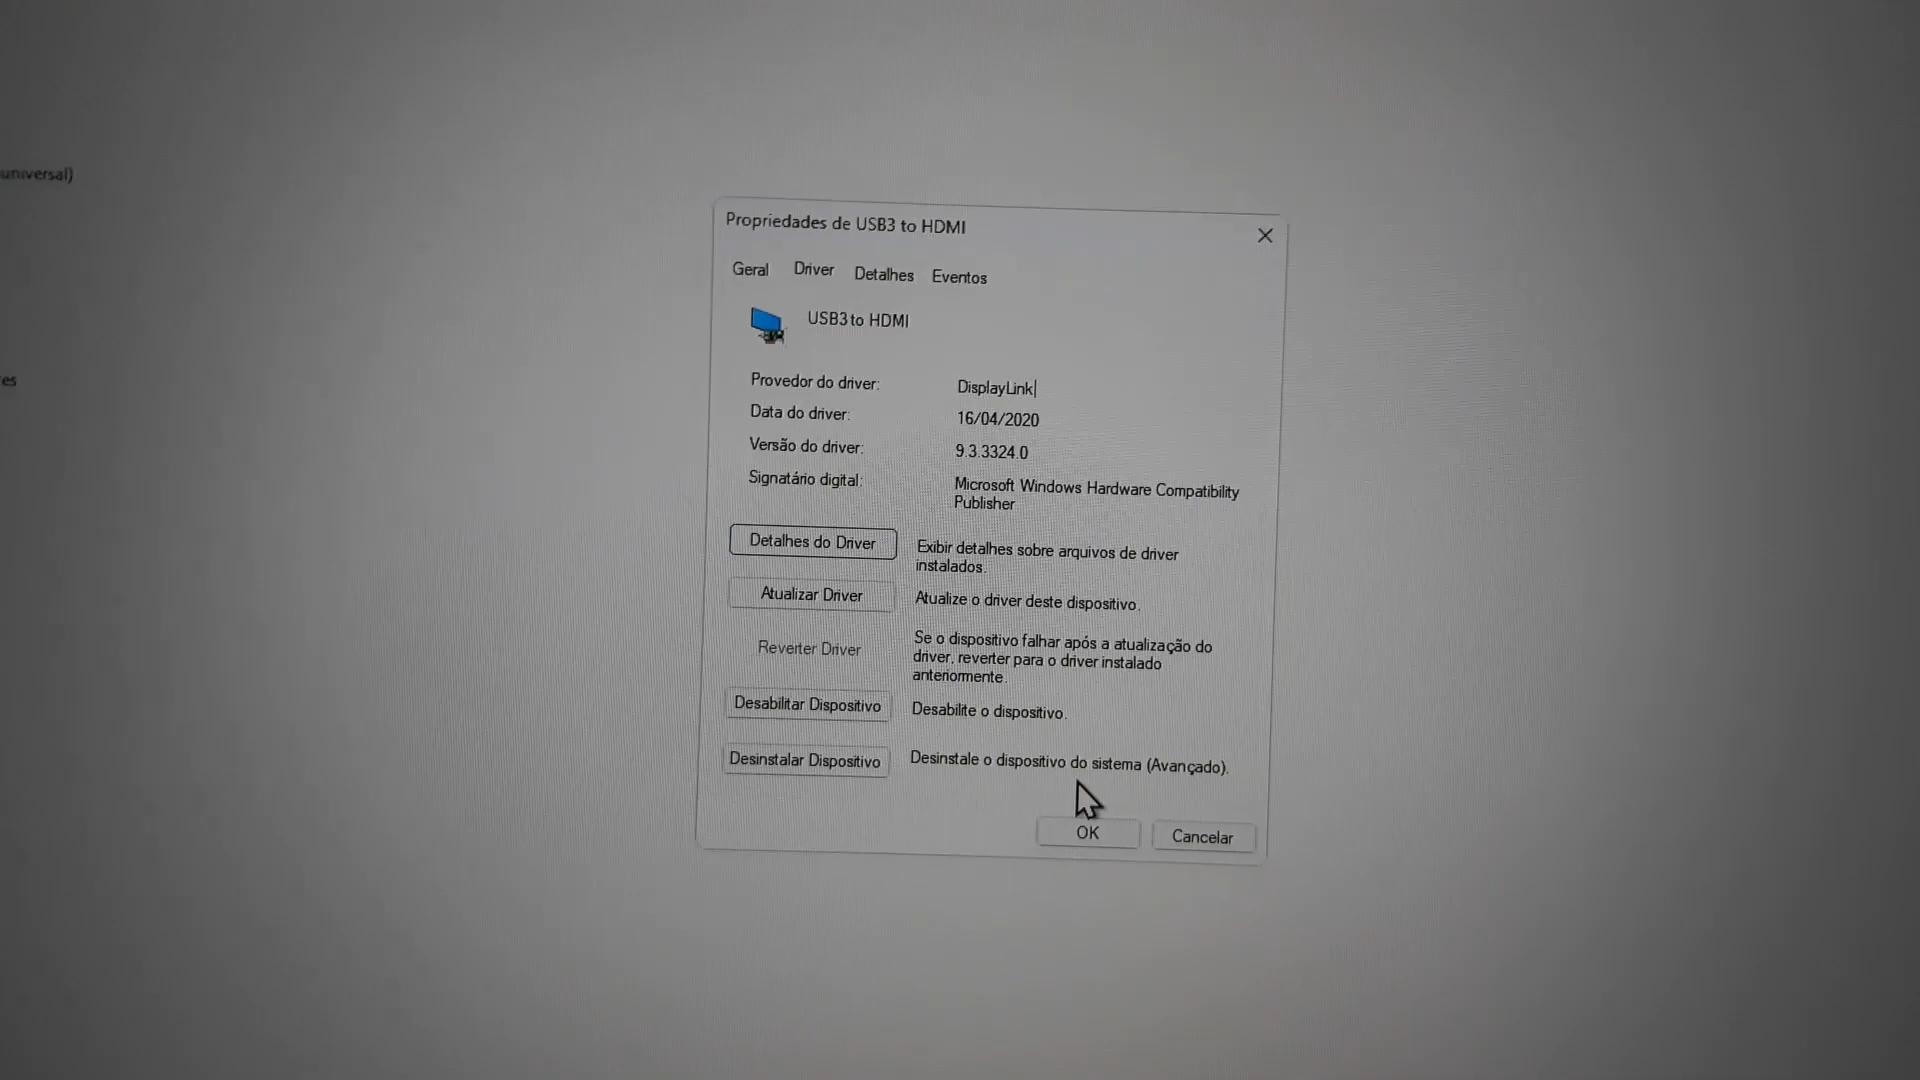 universal)
es
Propriedades de USB3 to HDMI
Geral Driver Detalhes Eventos
USB3 to HDMI
Provedor do driver: DisplayLink
Data do driver: 16/04/2020
Versão do driver: 9.3.3324.0
Signatário digital: Microsoft Windows Hardware Compatibility
Publisher
Detalhes do Driver Exibir detalhes sobre arquivos de driver
instalados.
Atualizar Driver Atualize o driver deste dispositivo.
Reverter Driver Se o dispositivo falhar após a atualização do
driver, reverter para o driver instalado
anteriormente.
Desabilitar Dispositivo Desabilite o dispositivo.
Desinstalar Dispositivo Desinstale o dispositivo do sistema (Avançado).
OK Cancelar